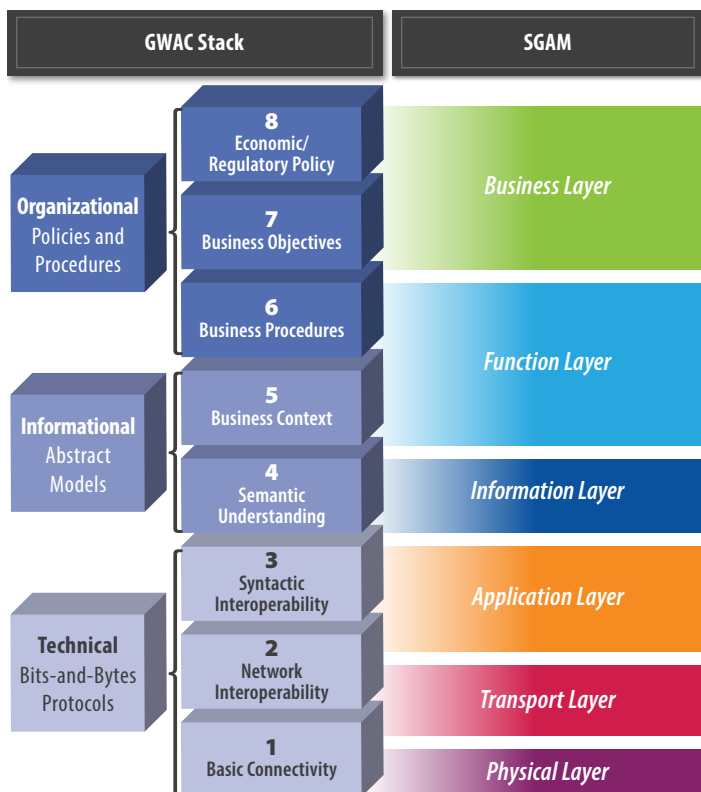 GWAC Stack
SGAM
Organizational
Policies and
Procedures
8
Economic/
Regulatory Policy
7
Business Objectives
6
Business Procedures
Informational
Abstract
Models
5
Business Context
4
Semantic
Understanding
Technical
Bits-and-Bytes
Protocols
3
Syntactic
Interoperability
2
Network
Interoperability
1
Basic Connectivity
Business Layer
Function Layer
Information Layer
Application Layer
Transport Layer
Physical Layer